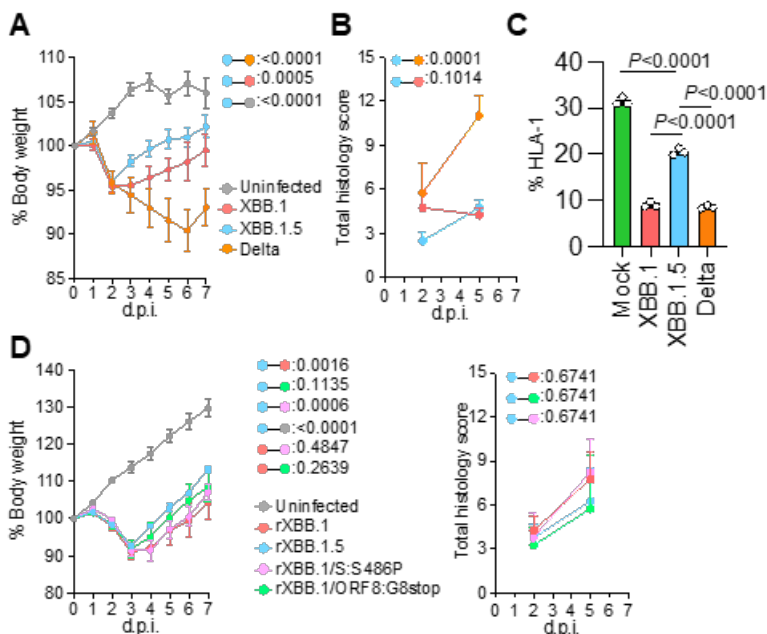 A
110
105
100
95
90
85
% Body weight
0 1 2 3 4 5 6 7
d.p.i.
:<0.0001
:0.0005
:<0.0001
Uninfected
XBB.1
XBB.1.5
Delta
B
15
12
9
6
3
0
Total histology score
0 1 2 3 4 5 6 7
d.p.i.
:0.0001
:0.1014
C
40
30
20
10
0
% HLA-1
P<0.0001
P<0.0001
P<0.0001
Mock
XBB.1
XBB.1.5
Delta
D
140
130
120
110
100
90
80
% Body weight
0 1 2 3 4 5 6 7
d.p.i.
:0.0016
:0.1135
:0.0006
:<0.0001
:0.4847
:0.2639
Uninfected
rXBB.1
rXBB.1.5
rXBB.1/S:S486P
rXBB.1/ORF8:G8stop
15
12
9
6
3
0
Total histology score
0 1 2 3 4 5 6 7
d.p.i.
:0.6741
:0.6741
:0.6741